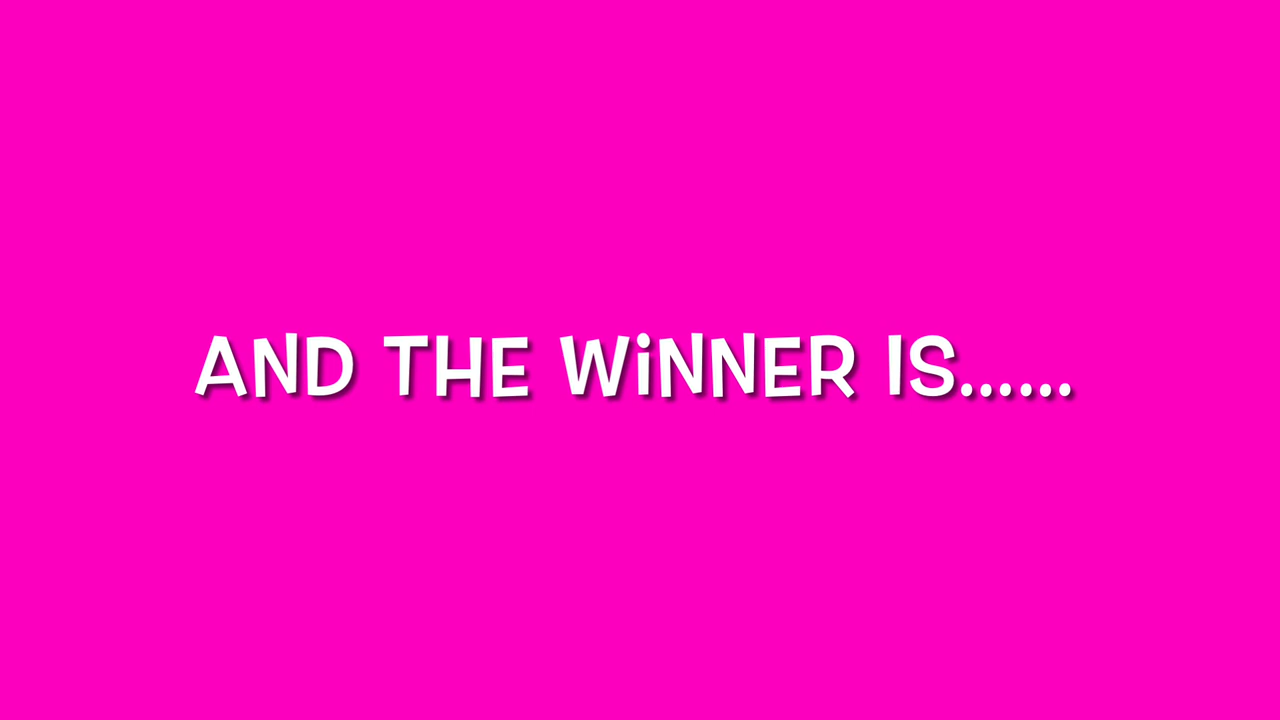 AND THE WiNNER IS......